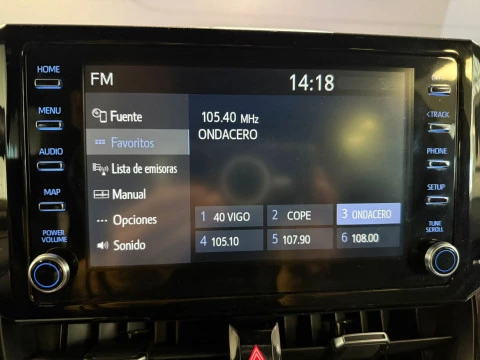 HOME
MENU
AUDIO
MAP
POWER
VOLUME
FM
14:18
Fuente
Favoritos
Lista de emisoras
Manual
Opciones
Sonido
105.40 MHz
ONDACERO
1 40 VIGO
2 COPE
3 ONDACERO
4 105.10
5 107.90
6 108.00
<TRACK
PHONE
SETUP
TUNE
SCROLL